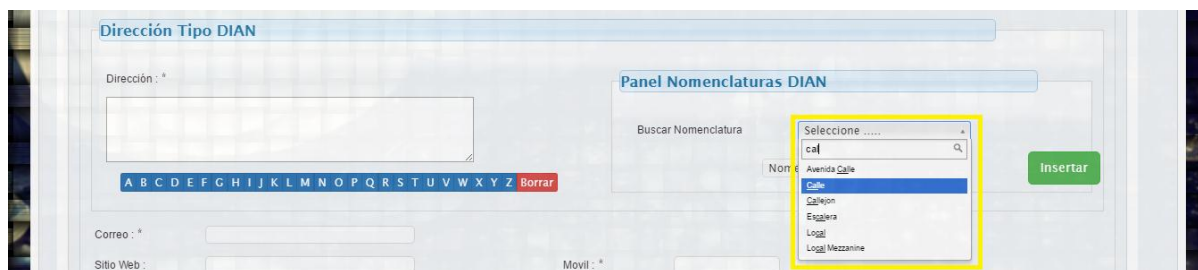 Dirección Tipo DIAN
Dirección : *
Panel Nomenclaturas DIAN
Buscar Nomenclatura
Seleccione .....
cal
Avenida Calle
Calle
Callejon
Escalera
Local
Local Mezzanine
Insertar
A B C D E F G H I J K L M N O P Q R S T U V W X Y Z Borrar
Correo : *
Sitio Web :
Movil : *